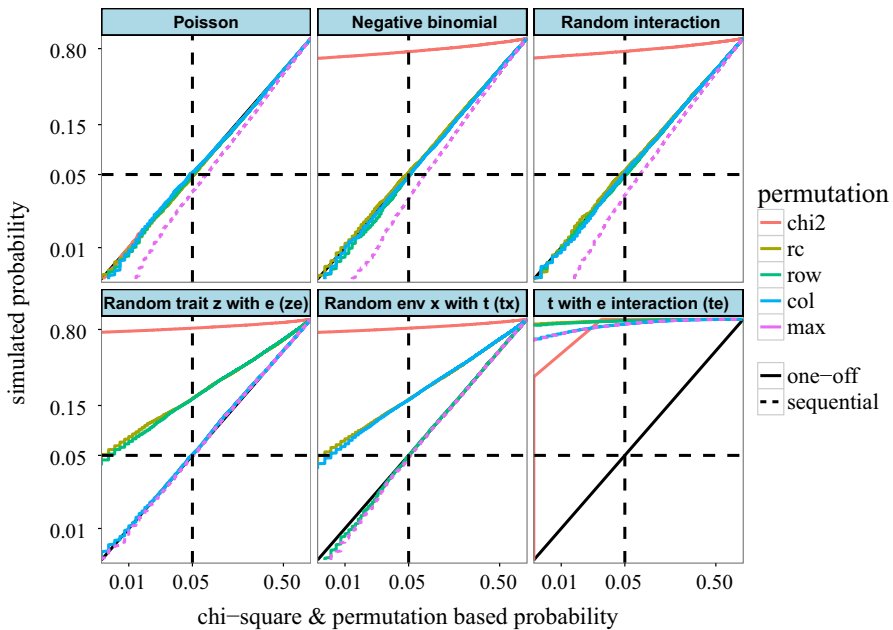 Poisson
Negative binomial
Random interaction
0.80
0.15
0.05
0.01
Random trait z with e (ze)
Random env x with t (tx)
t with e interaction (te)
0.80
0.15
0.05
0.01
0.01
0.05
0.50
0.01
0.05
0.50
0.01
0.05
0.50
simulated probability
chi−square & permutation based probability
permutation
chi2
rc
row
col
max
one−off
sequential